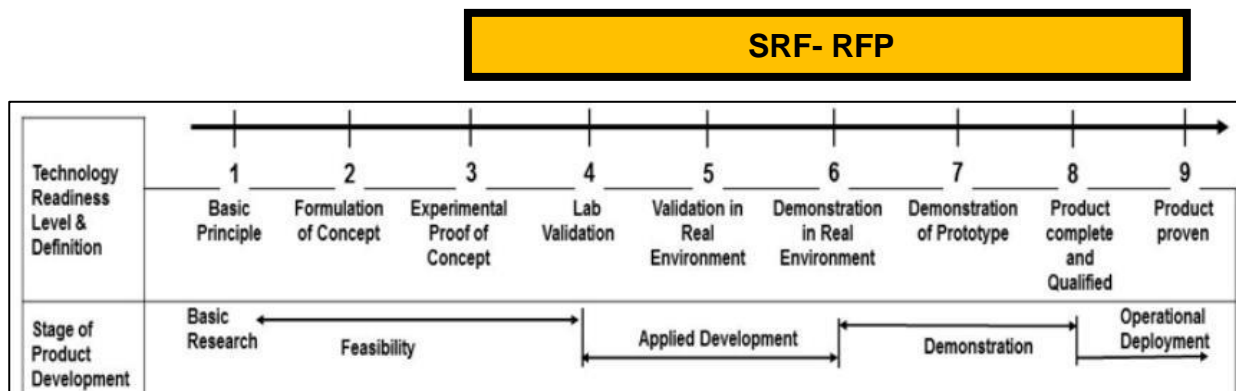 SRF- RFP
Technology
Readiness
Level &
Definition
1 2 3 4 5 6 7 8 9
Basic
Principle
Formulation
of Concept
Experimental
Proof of
Concept
Lab
Validation
Validation in
Real
Environment
Demonstration
in Real
Environment
Demonstration
of Prototype
Product
complete
and
Qualified
Product
proven
Stage of
Product
Development
Basic
Research
Feasibility
Applied Development
Demonstration
Operational
Deployment